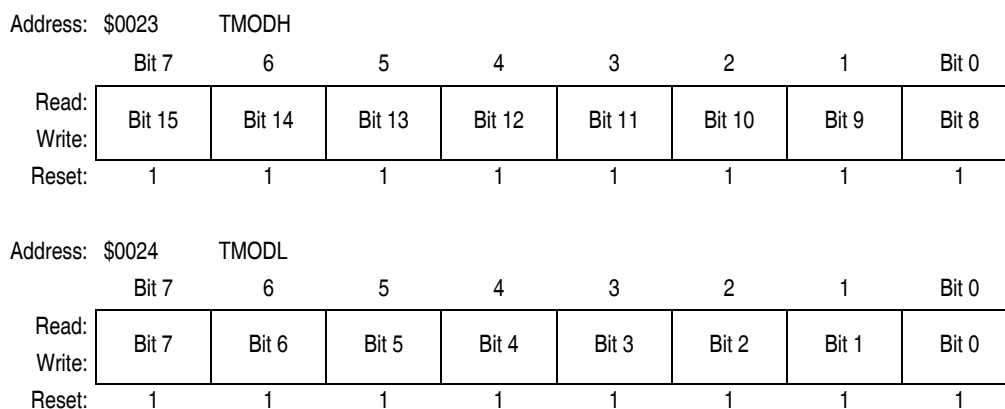 Address: $0023 TMODH
Bit 7 6 5 4 3 2 1 Bit 0
Read:
Bit 15 Bit 14 Bit 13 Bit 12 Bit 11 Bit 10 Bit 9 Bit 8
Write:
Reset: 1 1 1 1 1 1 1 1
Address: $0024 TMODL
Bit 7 6 5 4 3 2 1 Bit 0
Read:
Bit 7 Bit 6 Bit 5 Bit 4 Bit 3 Bit 2 Bit 1 Bit 0
Write:
Reset: 1 1 1 1 1 1 1 1